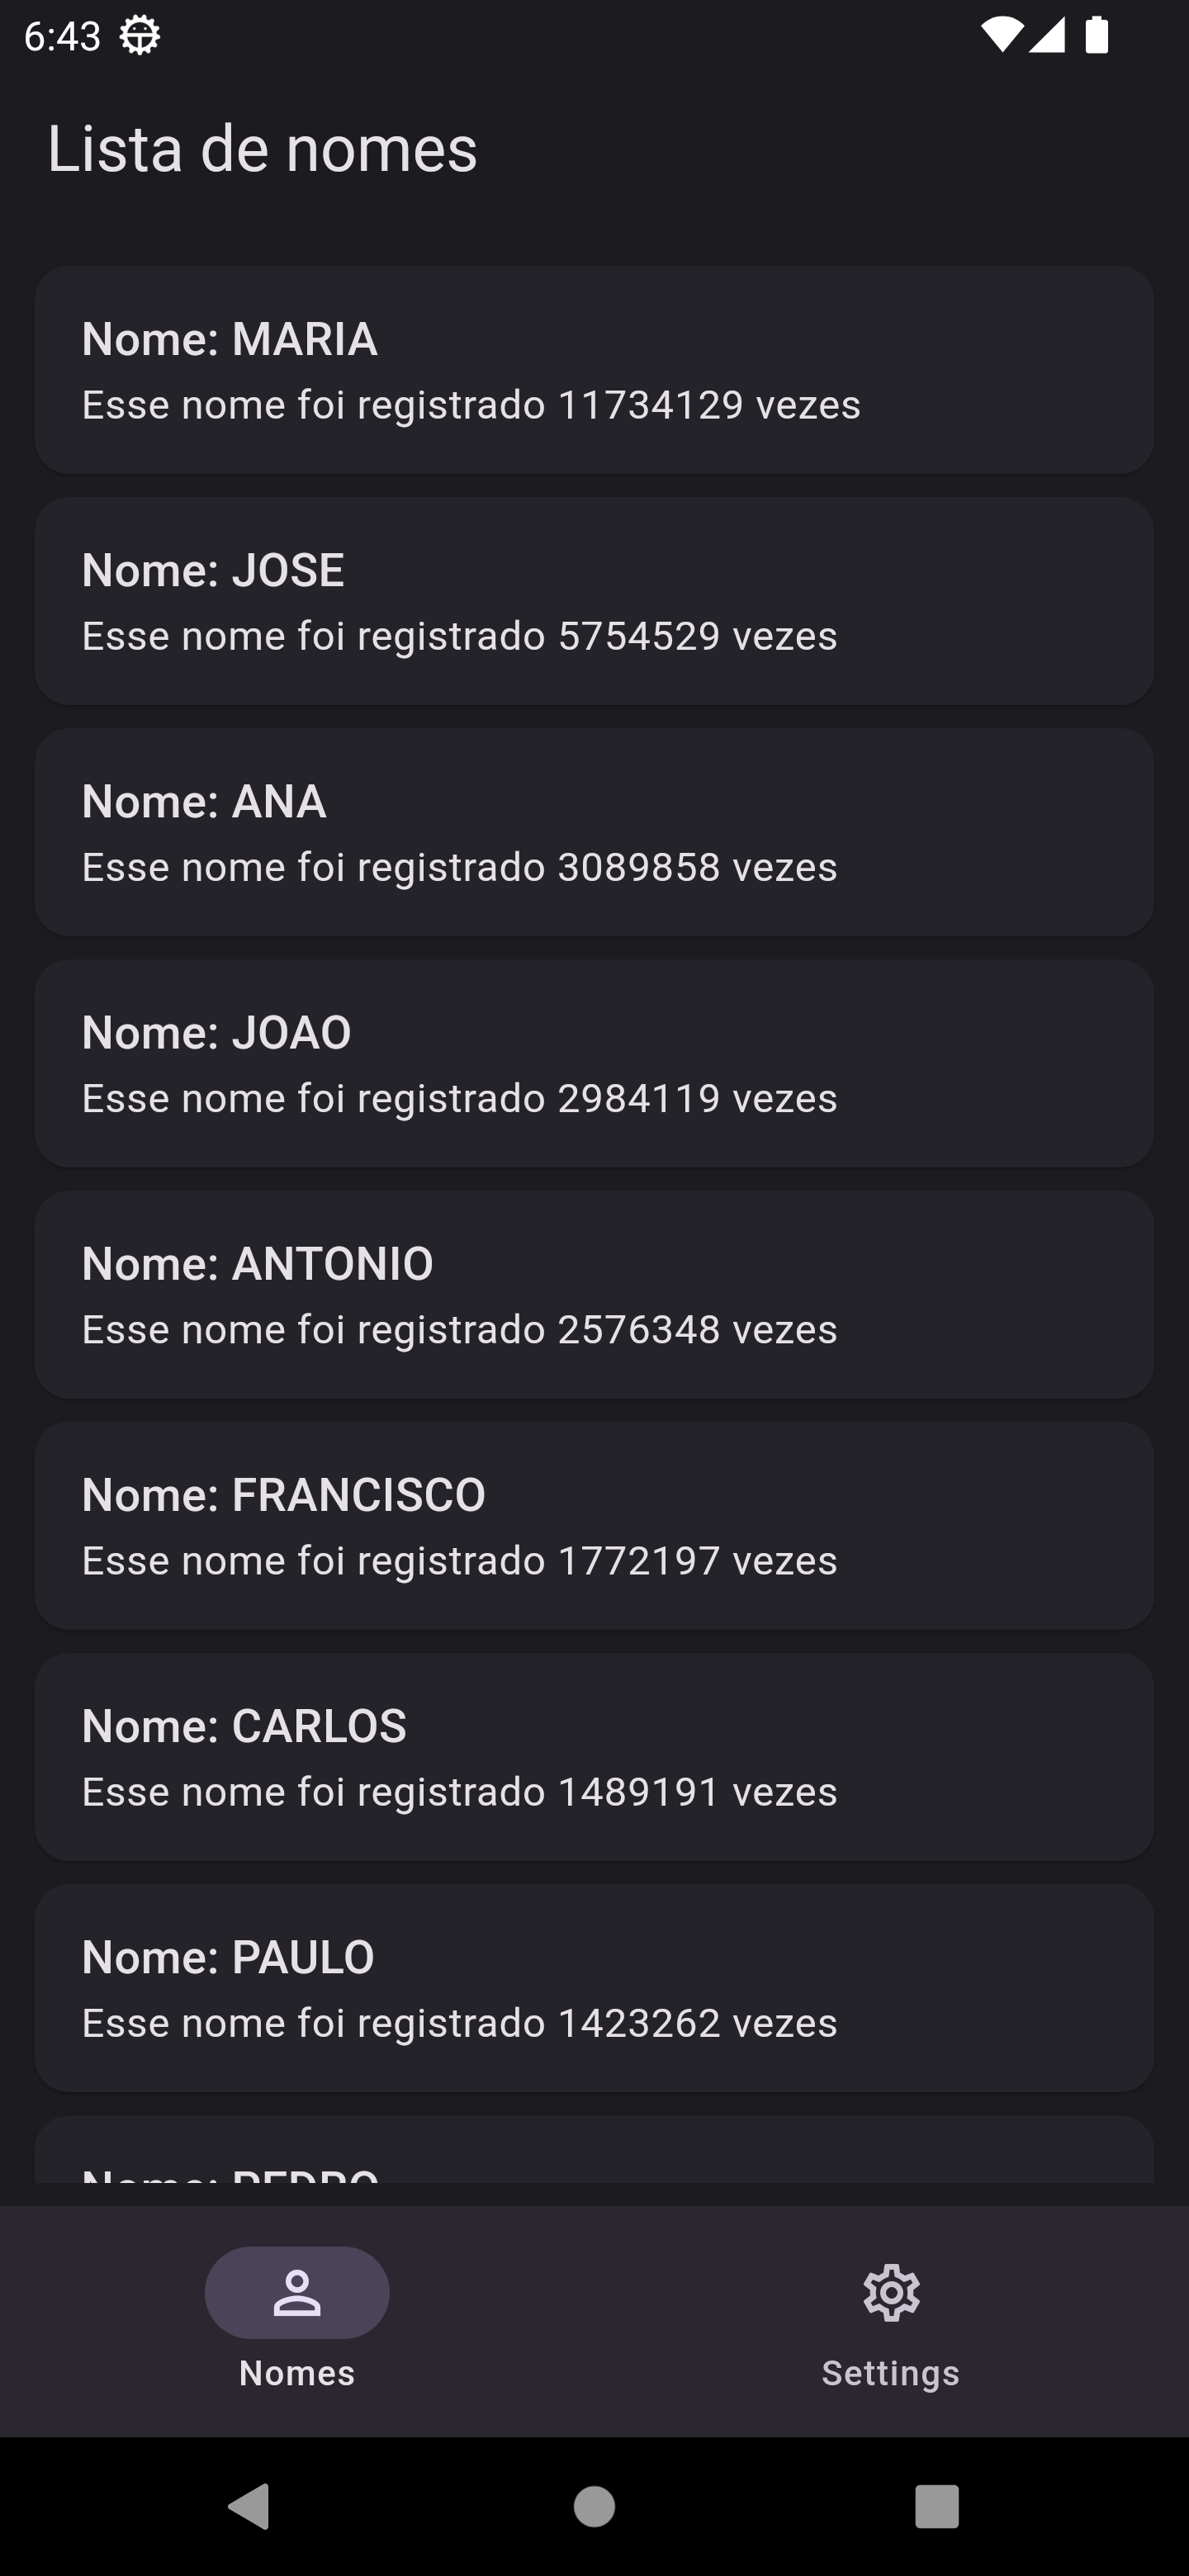 6:43
Lista de nomes
Nome: MARIA
Esse nome foi registrado 11734129 vezes
Nome: JOSE
Esse nome foi registrado 5754529 vezes
Nome: ANA
Esse nome foi registrado 3089858 vezes
Nome: JOAO
Esse nome foi registrado 2984119 vezes
Nome: ANTONIO
Esse nome foi registrado 2576348 vezes
Nome: FRANCISCO
Esse nome foi registrado 1772197 vezes
Nome: CARLOS
Esse nome foi registrado 1489191 vezes
Nome: PAULO
Esse nome foi registrado 1423262 vezes
Nome: PEDRO
Nomes
Settings